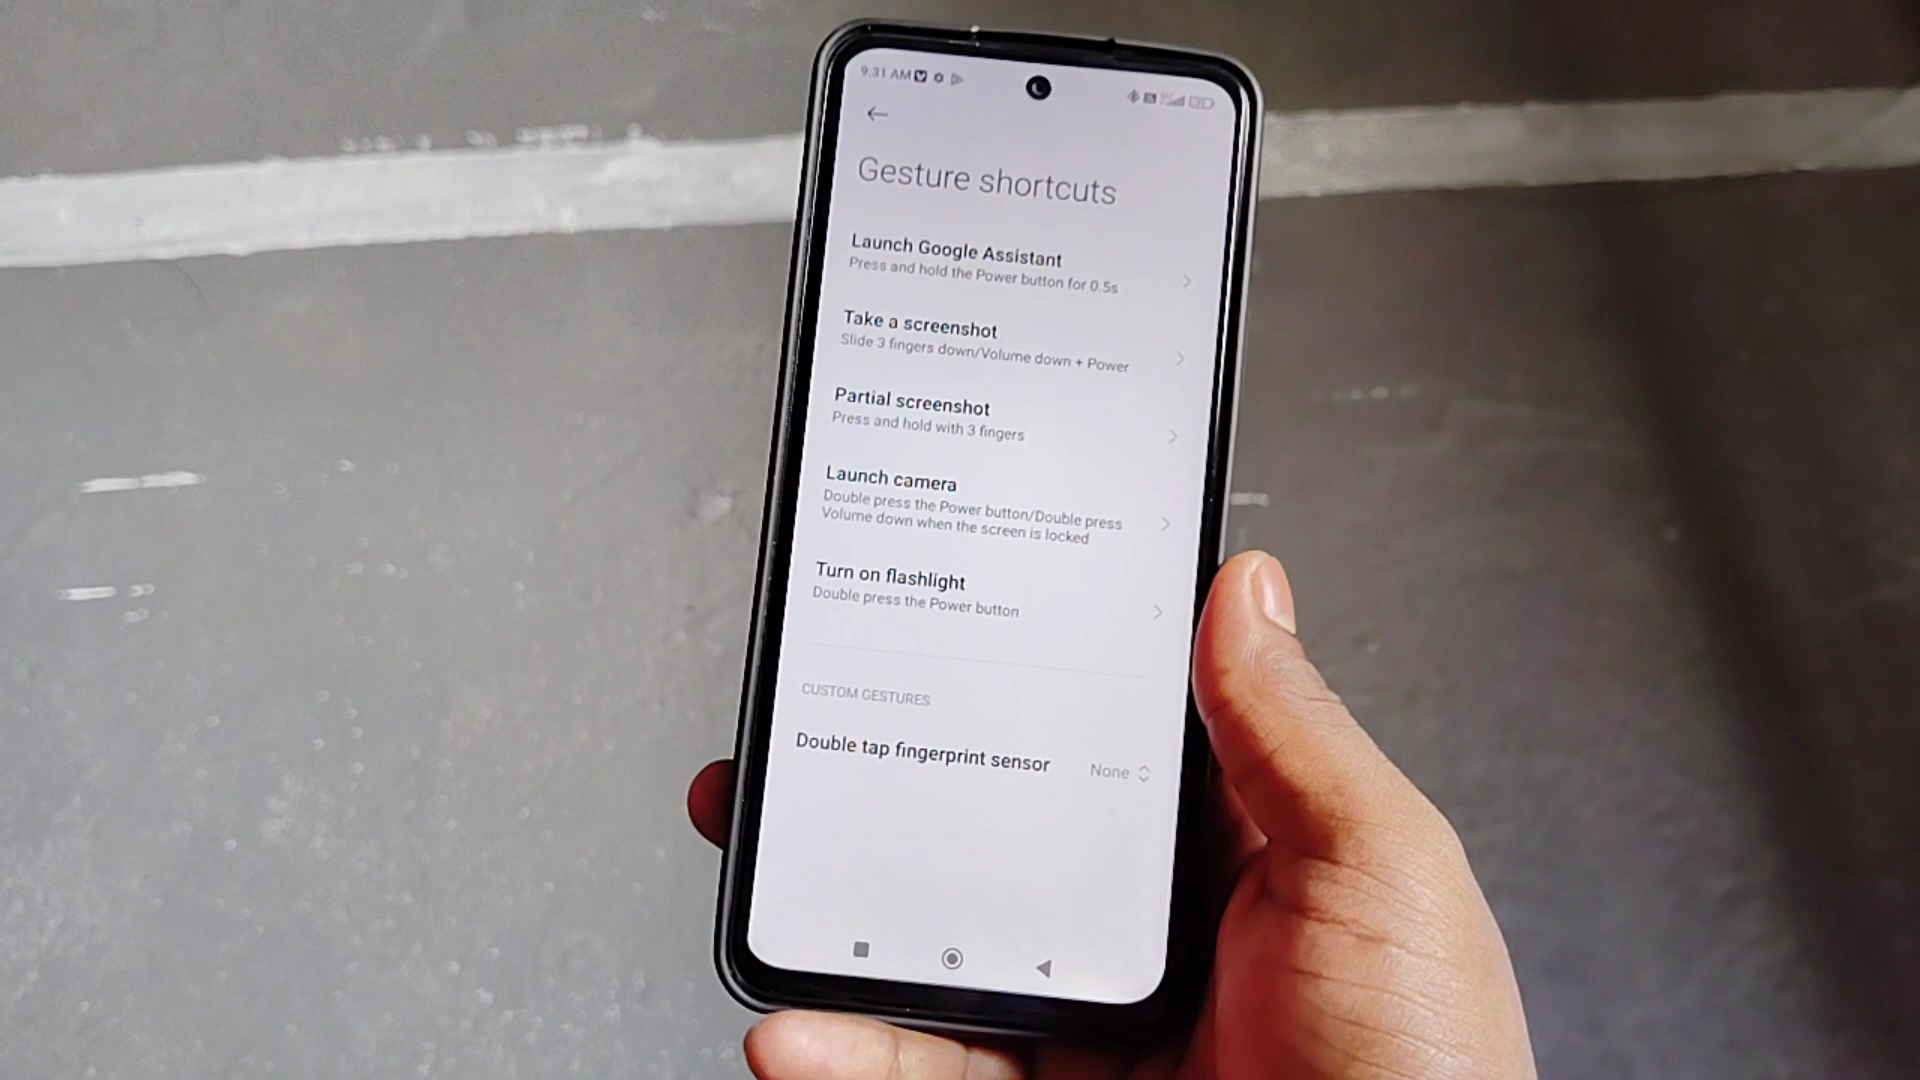 9:31 AM
Gesture shortcuts
Launch Google Assistant
Press and hold the Power button for 0.5s
Take a screenshot
Slide 3 fingers down/Volume down + Power
Partial screenshot
Press and hold with 3 fingers
Launch camera
Double press the Power button/Double press
Volume down when the screen is locked
Turn on flashlight
Double press the Power button
CUSTOM GESTURES
Double tap fingerprint sensor
None